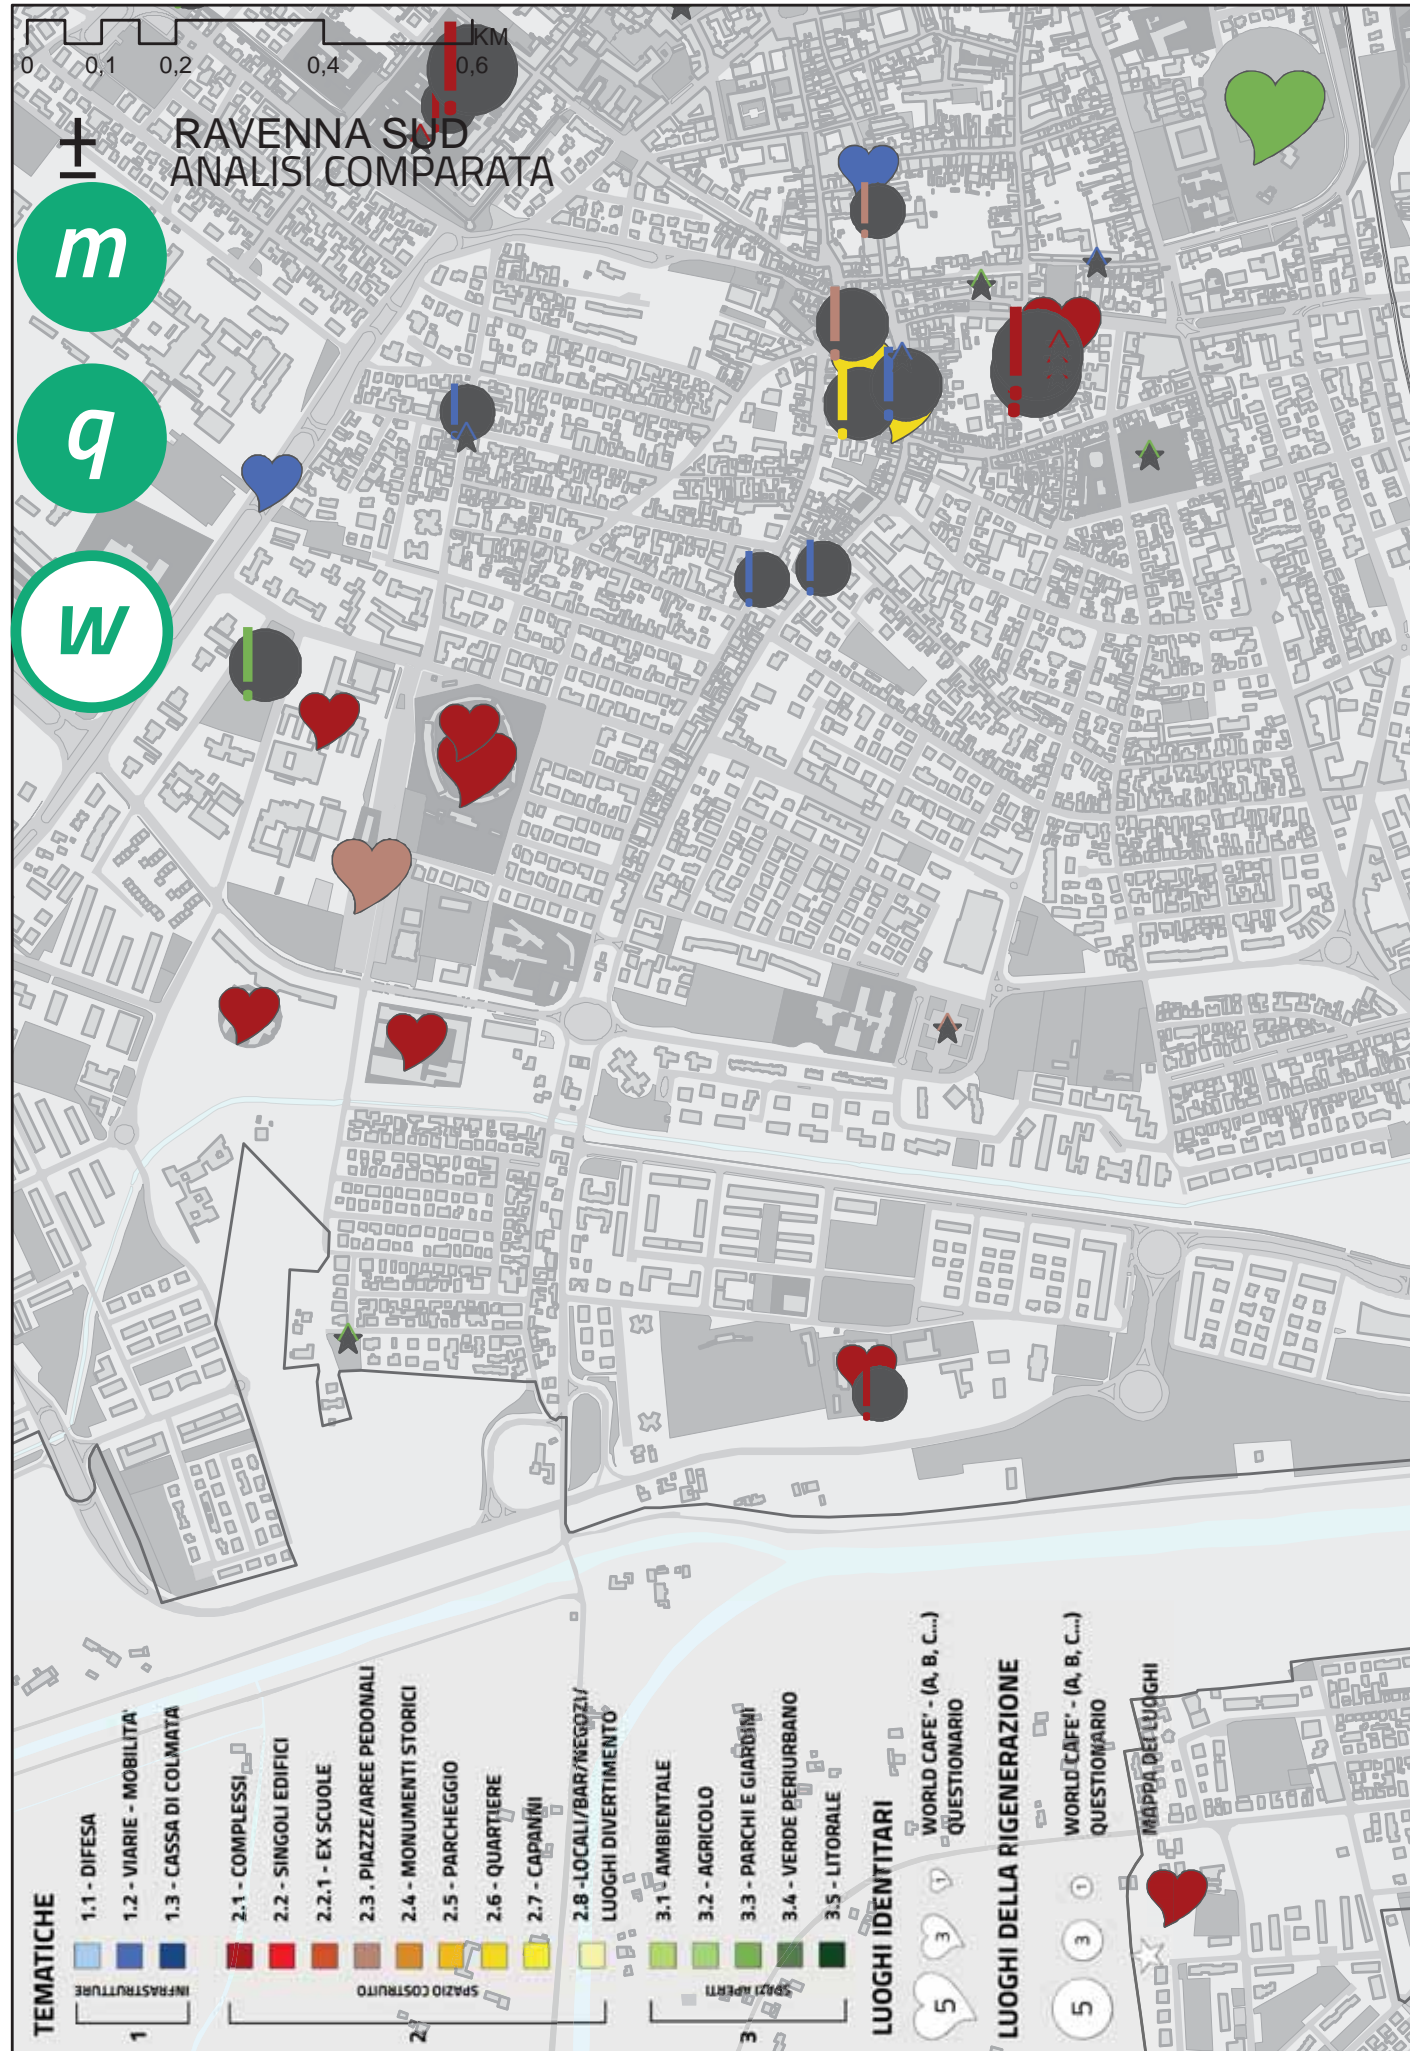 KM
0 0,1 0,2 0,4 0,6
RAVENNA SUD
ANALISI COMPARATA
m
q
w
TEMATICHE
1
INFRASTRUTTURE
1.1 - DIFESA
1.2 - VIARIE - MOBILITA'
1.3 - CASSA DI COLMATA
2
SPAZIO COSTRUITO
2.1 - COMPLESSI
2.2 - SINGOLI EDIFICI
2.2.1 - EX SCUOLE
2.3. PIAZZE/AREE PEDONALI
2.4 - MONUMENTI STORICI
2.5 - PARCHEGGIO
2.6 - QUARTIERE
2.7 - CAPANNI
2.8 -LOCALI/BAR/NEGOZI/
LUOGHI DIVERTIMENTO
3
SPAZI APERTI
3.1 - AMBIENTALE
3.2 - AGRICOLO
3.3 - PARCHI E GIARDINI
3.4 - VERDE PERIURBANO
3.5 - LITORALE
LUOGHI IDENTITARI
5 3 1
WORLD CAFE' - (A, B, C...)
QUESTIONARIO
LUOGHI DELLA RIGENERAZIONE
5 3 1
WORLD CAFE' - (A, B, C...)
QUESTIONARIO
MAPPA DEI LUOGHI